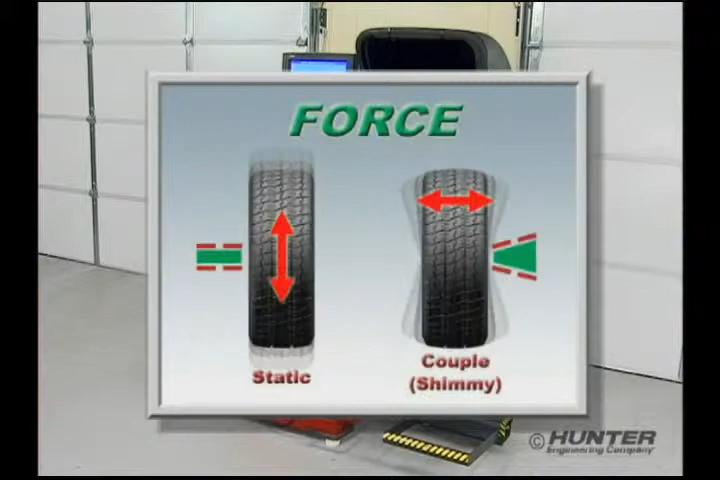 FORCE
Static
Couple
(Shimmy)
© HUNTER
Engineering Company